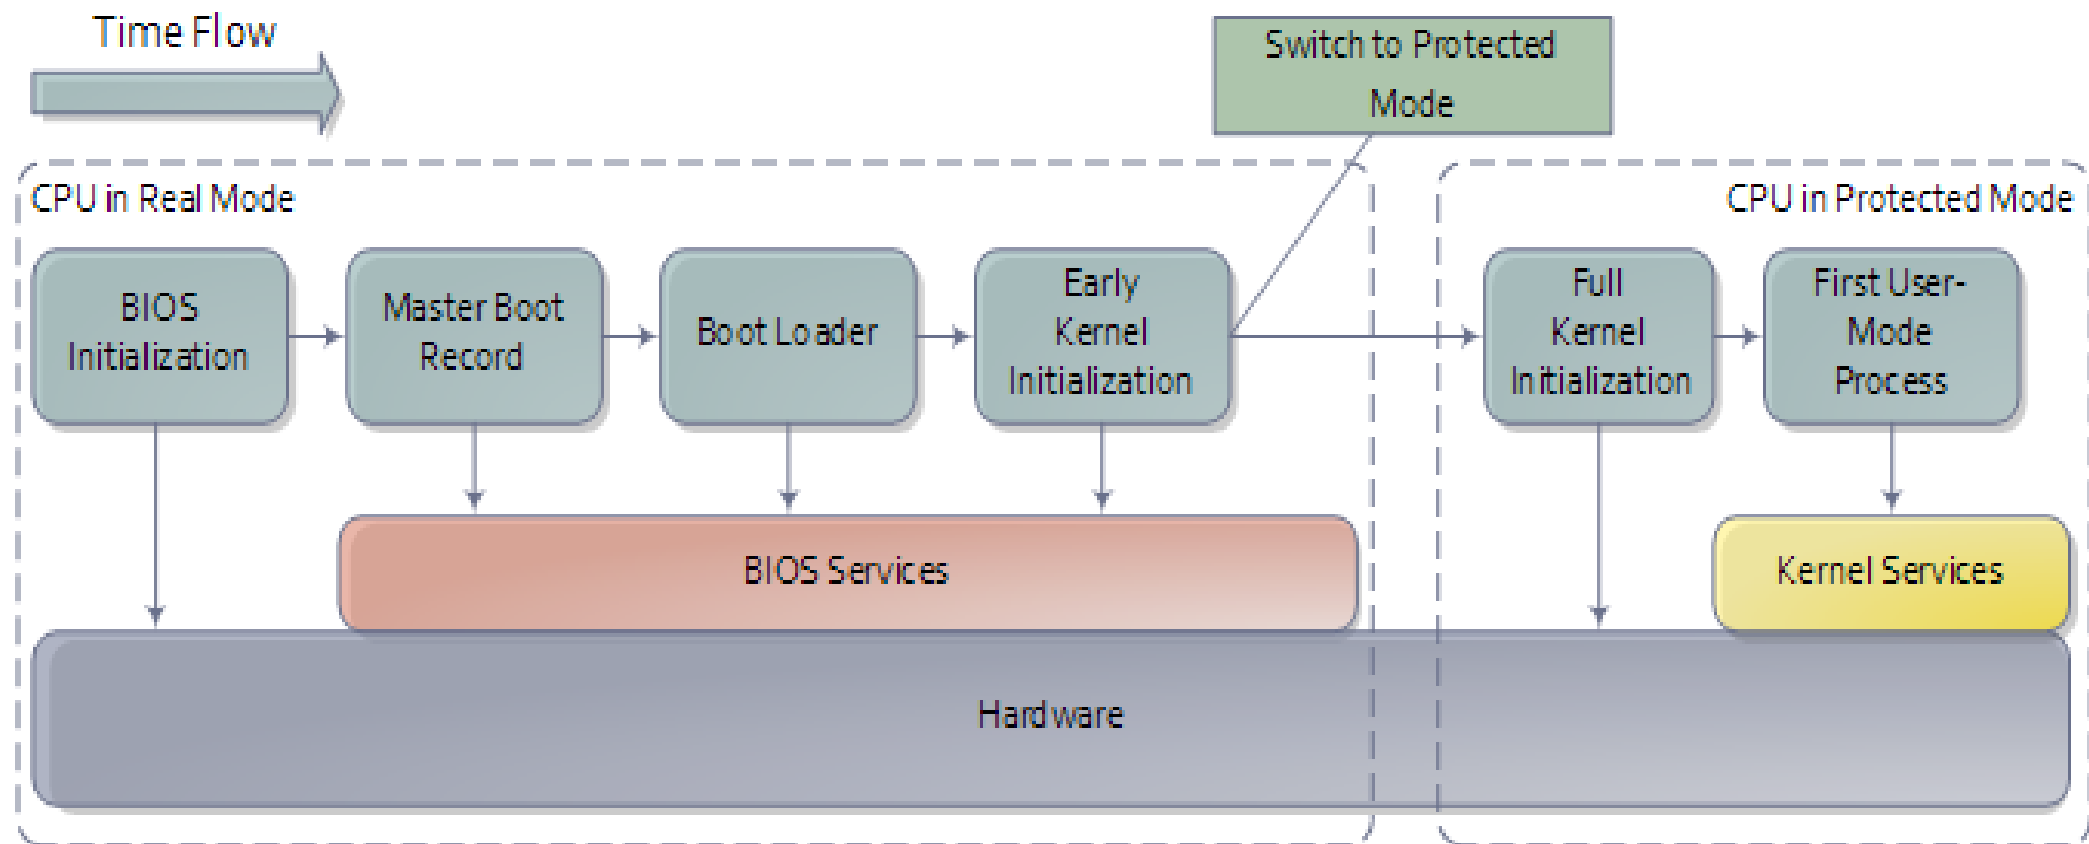 Time Flow
Switch to Protected
Mode
CPU in Real Mode
CPU in Protected Mode
BIOS
Initialization
Master Boot
Record
Boot Loader
Early
Kernel
Initialization
Full
Kernel
Initialization
First User-
Mode
Process
BIOS Services
Kernel Services
Hardware